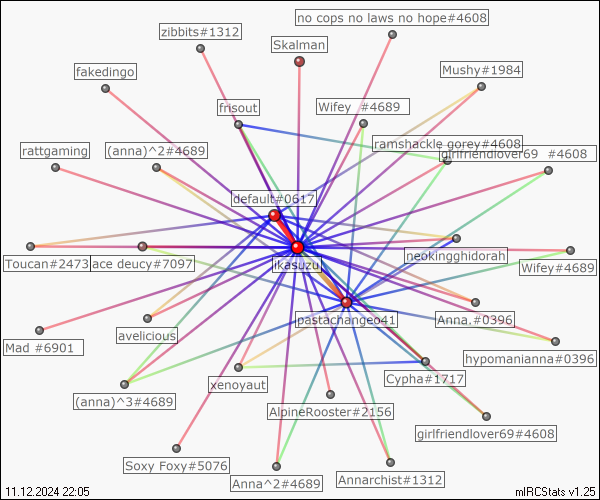 no cops no laws no hope#4608
zibbits#1312
Skalman
fakedingo
Mushy#1984
frisout
Wifey  #4689
ramshackle gorey#4608
rattgaming
(anna)^2#4689
girlfriendlover69  #4608
default#0617
Toucan#2473
ace deucy#7097
ikasuzu
neokingghidorah
Wifey#4689
avelicious
pastachangeo41
Anna.#0396
Mad #6901
hypomanianna#0396
xenoyaut
Cypha#1717
(anna)^3#4689
AlpineRooster#2156
girlfriendlover69#4608
Soxy Foxy#5076
Anna^2#4689
Annarchist#1312
11.12.2024 22:05
mIRCStats v1.25